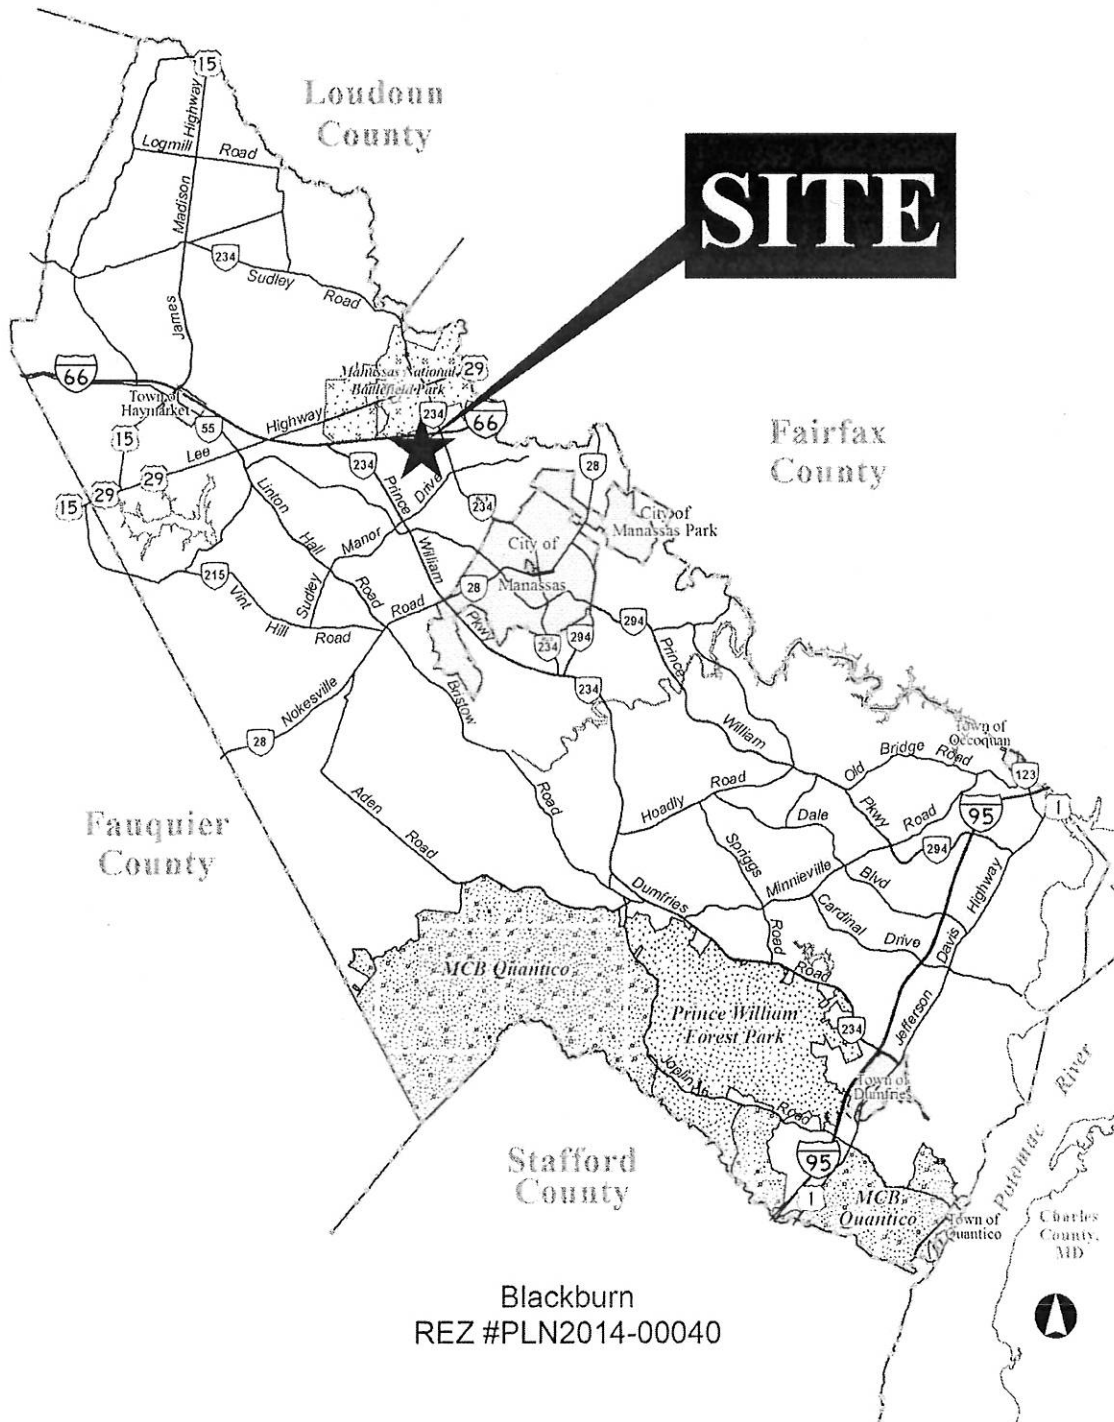 15
Loudoun
County
Logmill Road
Highway
Madison
James
SITE
234
Sudley Road
66
Manassas National
Battlefield Park
29
Town of
Haymarket
55
Lee Highway
234
66
Fairfax
County
15
29
29
15
234
Prince William Pkwy
28
234
City of
Manassas Park
City of
Manassas
Linton Hall Road
Sudley Manor Drive
215
Vint Hill Road
28
234
294
294
234
Prince William Pkwy
Nokesville Road
28
Bristow Road
Aden Road
Fauquier
County
Town of
Occoquan
Old Bridge Road
123
1
95
Hoadly Road
Dale Blvd
Spriggs Road
Minnieville Road
294
Cardinal Drive
Jefferson Davis Highway
Dumfries Road
MCB Quantico
Prince William
Forest Park
234
Town of
Dumfries
Joplin Road
Stafford
County
95
1
MCB
Quantico
Town of
Quantico
Potomac River
Charles
County,
MD
Blackburn
REZ #PLN2014-00040